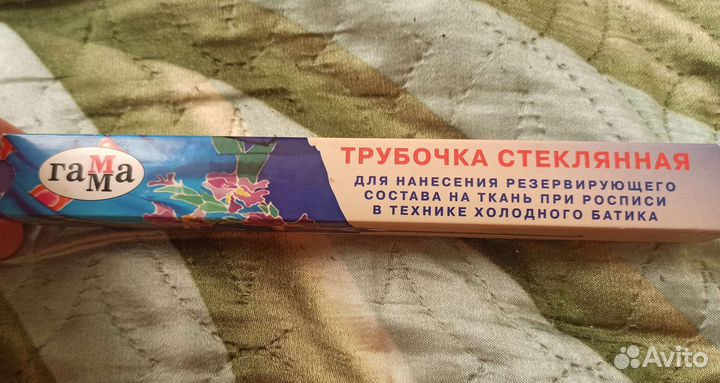 гамма
ТРУБОЧКА СТЕКЛЯННАЯ
ДЛЯ НАНЕСЕНИЯ РЕЗЕРВИРУЮЩЕГО
СОСТАВА НА ТКАНЬ ПРИ РОСПИСИ
В ТЕХНИКЕ ХОЛОДНОГО БАТИКА
Avito